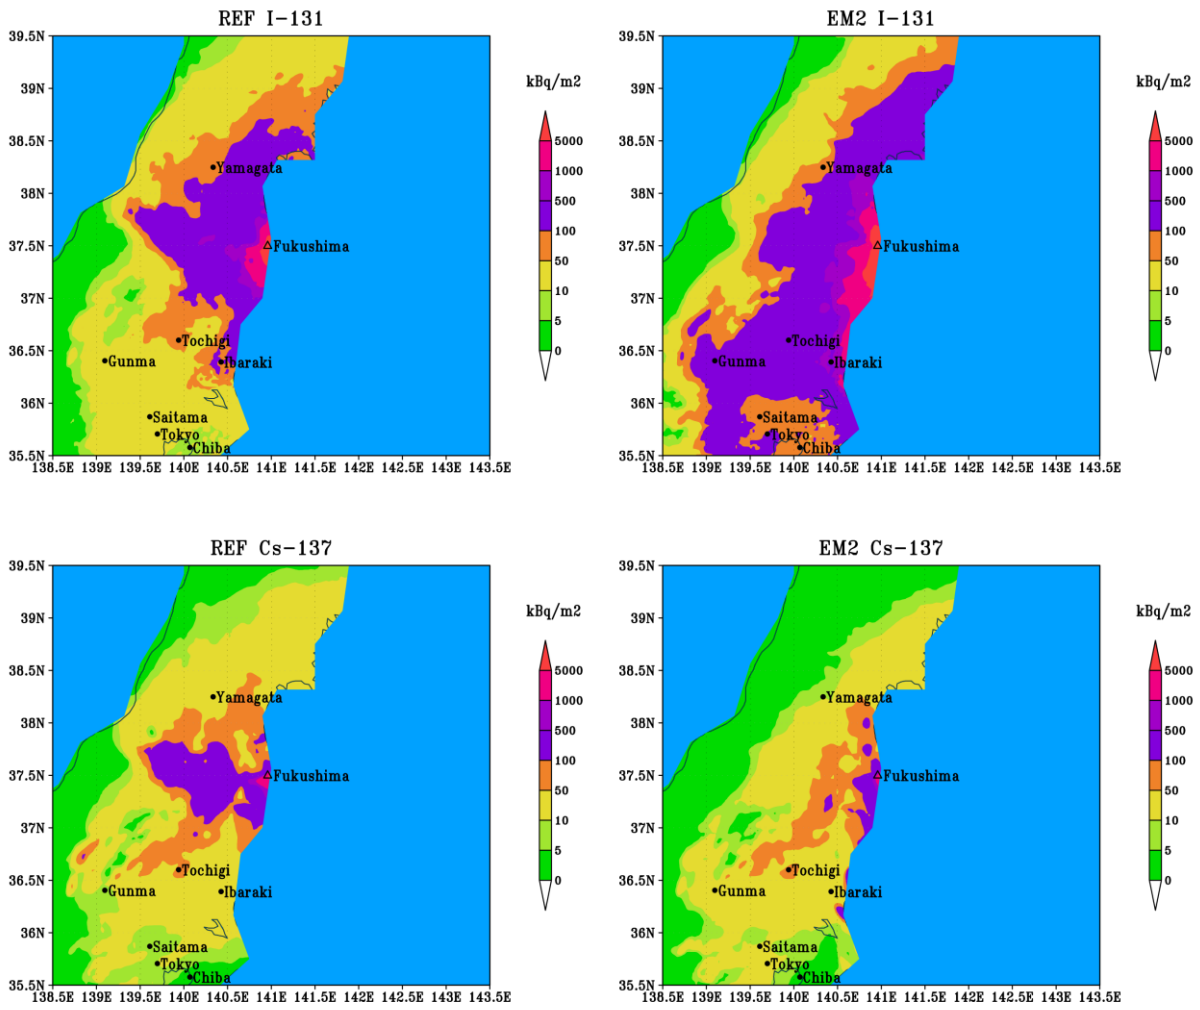 REF I-131
39.5N
39N
38.5N
38N
37.5N
37N
36.5N
36N
35.5N
138.5E 139E 139.5E 140E 140.5E 141E 141.5E 142E 142.5E 143E 143.5E
Yamagata
Fukushima
Tochigi
Gunma
Ibaraki
Saitama
Tokyo
Chiba
kBq/m2
5000
1000
500
100
50
10
5
0
EM2 I-131
39.5N
39N
38.5N
38N
37.5N
37N
36.5N
36N
35.5N
138.5E 139E 139.5E 140E 140.5E 141E 141.5E 142E 142.5E 143E 143.5E
Yamagata
Fukushima
Tochigi
Gunma
Ibaraki
Saitama
Tokyo
Chiba
kBq/m2
5000
1000
500
100
50
10
5
0
REF Cs-137
39.5N
39N
38.5N
38N
37.5N
37N
36.5N
36N
35.5N
138.5E 139E 139.5E 140E 140.5E 141E 141.5E 142E 142.5E 143E 143.5E
Yamagata
Fukushima
Tochigi
Gunma
Ibaraki
Saitama
Tokyo
Chiba
kBq/m2
5000
1000
500
100
50
10
5
0
EM2 Cs-137
39.5N
39N
38.5N
38N
37.5N
37N
36.5N
36N
35.5N
138.5E 139E 139.5E 140E 140.5E 141E 141.5E 142E 142.5E 143E 143.5E
Yamagata
Fukushima
Tochigi
Gunma
Ibaraki
Saitama
Tokyo
Chiba
kBq/m2
5000
1000
500
100
50
10
5
0